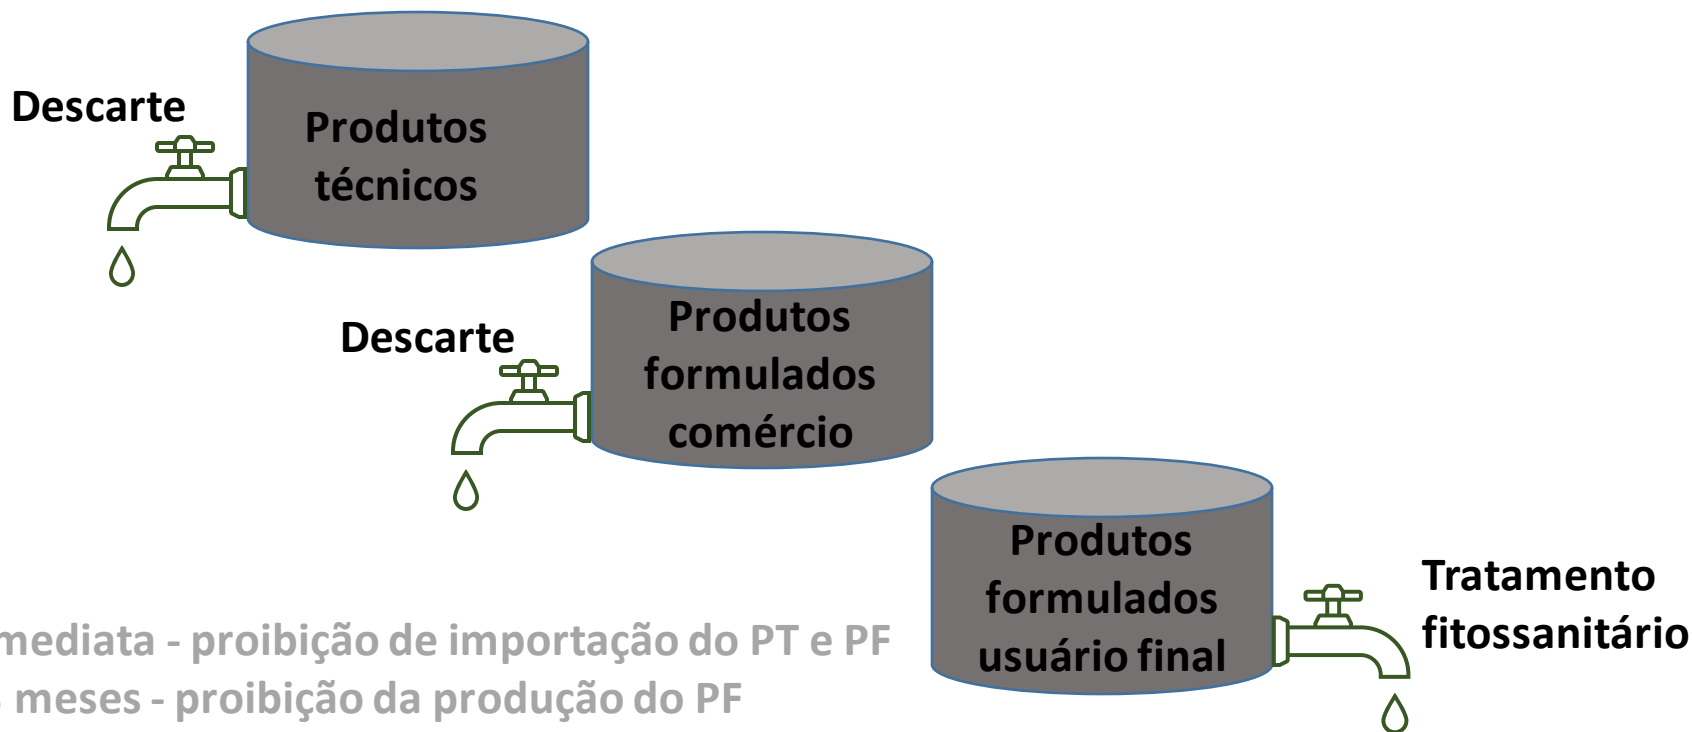 Descarte
Produtos
técnicos
Descarte
Produtos
formulados
comércio
Produtos
formulados
usuário final
Tratamento
fitossanitário
mediata - proibição de importação do PT e PF
meses - proibição da produção do PF